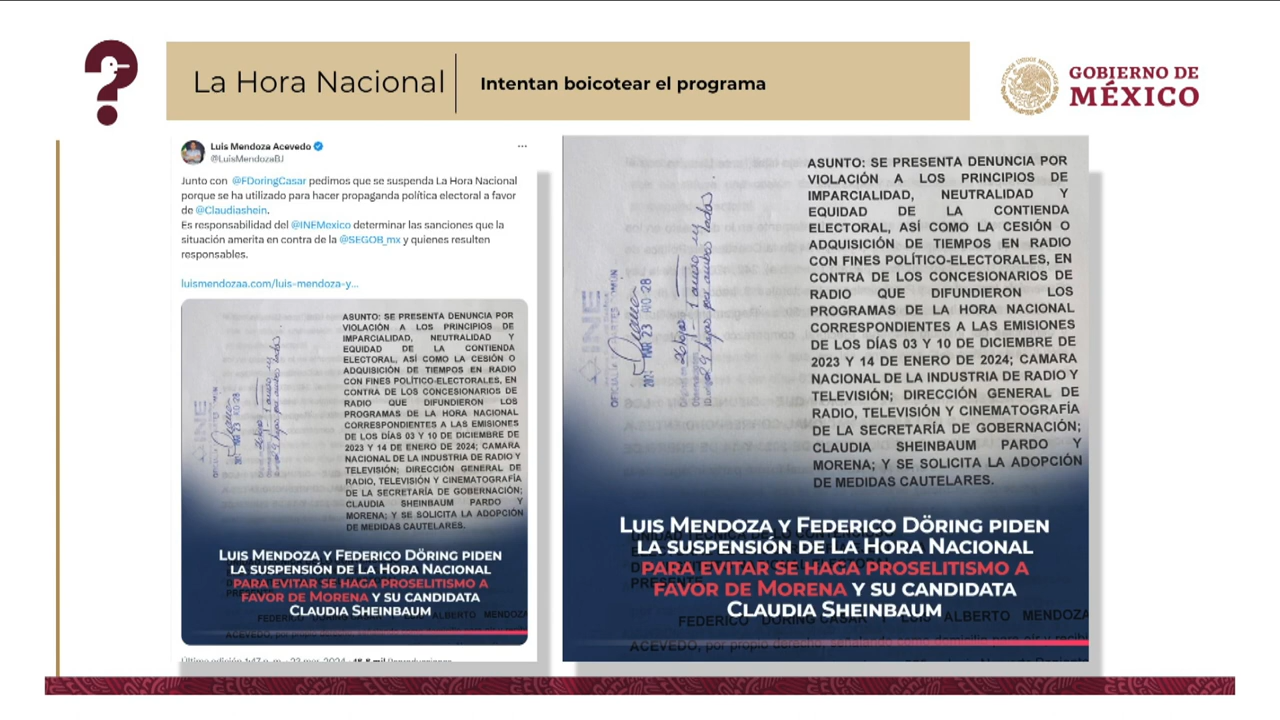 La Hora Nacional
Intentan boicotear el programa
GOBIERNO DE
MÉXICO
Luis Mendoza Acevedo
@LuisMendozaBJ
Junto con @FDoringCasar pedimos que se suspenda La Hora Nacional
porque se ha utilizado para hacer propaganda política electoral a favor
de @Claudiashein.
Es responsabilidad del @INEMexico determinar las sanciones que la
situación amerita en contra de la @SEGOB_mx y quienes resulten
responsables.
luismendozaa.com/luis-mendoza-y...
ASUNTO: SE PRESENTA DENUNCIA POR
VIOLACIÓN A LOS PRINCIPIOS DE
IMPARCIALIDAD, NEUTRALIDAD Y
EQUIDAD DE LA CONTIENDA
ELECTORAL, ASÍ COMO LA CESIÓN O
ADQUISICIÓN DE TIEMPOS EN RADIO
CON FINES POLÍTICO-ELECTORALES, EN
CONTRA DE LOS CONCESIONARIOS DE
RADIO QUE DIFUNDIERON LOS
PROGRAMAS DE LA HORA NACIONAL
CORRESPONDIENTES A LAS EMISIONES
DE LOS DÍAS 03 Y 10 DE DICIEMBRE DE
2023 Y 14 DE ENERO DE 2024; CAMARA
NACIONAL DE LA INDUSTRIA DE RADIO Y
TELEVISIÓN; DIRECCIÓN GENERAL DE
RADIO, TELEVISIÓN Y CINEMATOGRAFÍA
DE LA SECRETARÍA DE GOBERNACIÓN;
CLAUDIA SHEINBAUM PARDO Y
MORENA; Y SE SOLICITA LA ADOPCIÓN
DE MEDIDAS CAUTELARES.
INE
LUIS MENDOZA Y FEDERICO DÖRING PIDEN
LA SUSPENSIÓN DE LA HORA NACIONAL
PARA EVITAR SE HAGA PROSELITISMO A
FAVOR DE MORENA Y SU CANDIDATA
CLAUDIA SHEINBAUM
FEDERICO DÖRING CASAR Y LUIS ALBERTO MENDOZA
Última edición 1:47 p. m. · 23 mar. 2024 ·
ASUNTO: SE PRESENTA DENUNCIA POR
VIOLACIÓN A LOS PRINCIPIOS DE
IMPARCIALIDAD, NEUTRALIDAD Y
EQUIDAD DE LA CONTIENDA
ELECTORAL, ASÍ COMO LA CESIÓN O
ADQUISICIÓN DE TIEMPOS EN RADIO
CON FINES POLÍTICO-ELECTORALES, EN
CONTRA DE LOS CONCESIONARIOS DE
RADIO QUE DIFUNDIERON LOS
PROGRAMAS DE LA HORA NACIONAL
CORRESPONDIENTES A LAS EMISIONES
DE LOS DÍAS 03 Y 10 DE DICIEMBRE DE
2023 Y 14 DE ENERO DE 2024; CAMARA
NACIONAL DE LA INDUSTRIA DE RADIO Y
TELEVISIÓN; DIRECCIÓN GENERAL DE
RADIO, TELEVISIÓN Y CINEMATOGRAFÍA
DE LA SECRETARÍA DE GOBERNACIÓN;
CLAUDIA SHEINBAUM PARDO Y
MORENA; Y SE SOLICITA LA ADOPCIÓN
DE MEDIDAS CAUTELARES.
INE
LUIS MENDOZA Y FEDERICO DÖRING PIDEN
LA SUSPENSIÓN DE LA HORA NACIONAL
PARA EVITAR SE HAGA PROSELITISMO A
FAVOR DE MORENA Y SU CANDIDATA
CLAUDIA SHEINBAUM
FEDERICO DÖRING CASAR Y LUIS ALBERTO MENDOZA
ACEVEDO, por propio derecho,